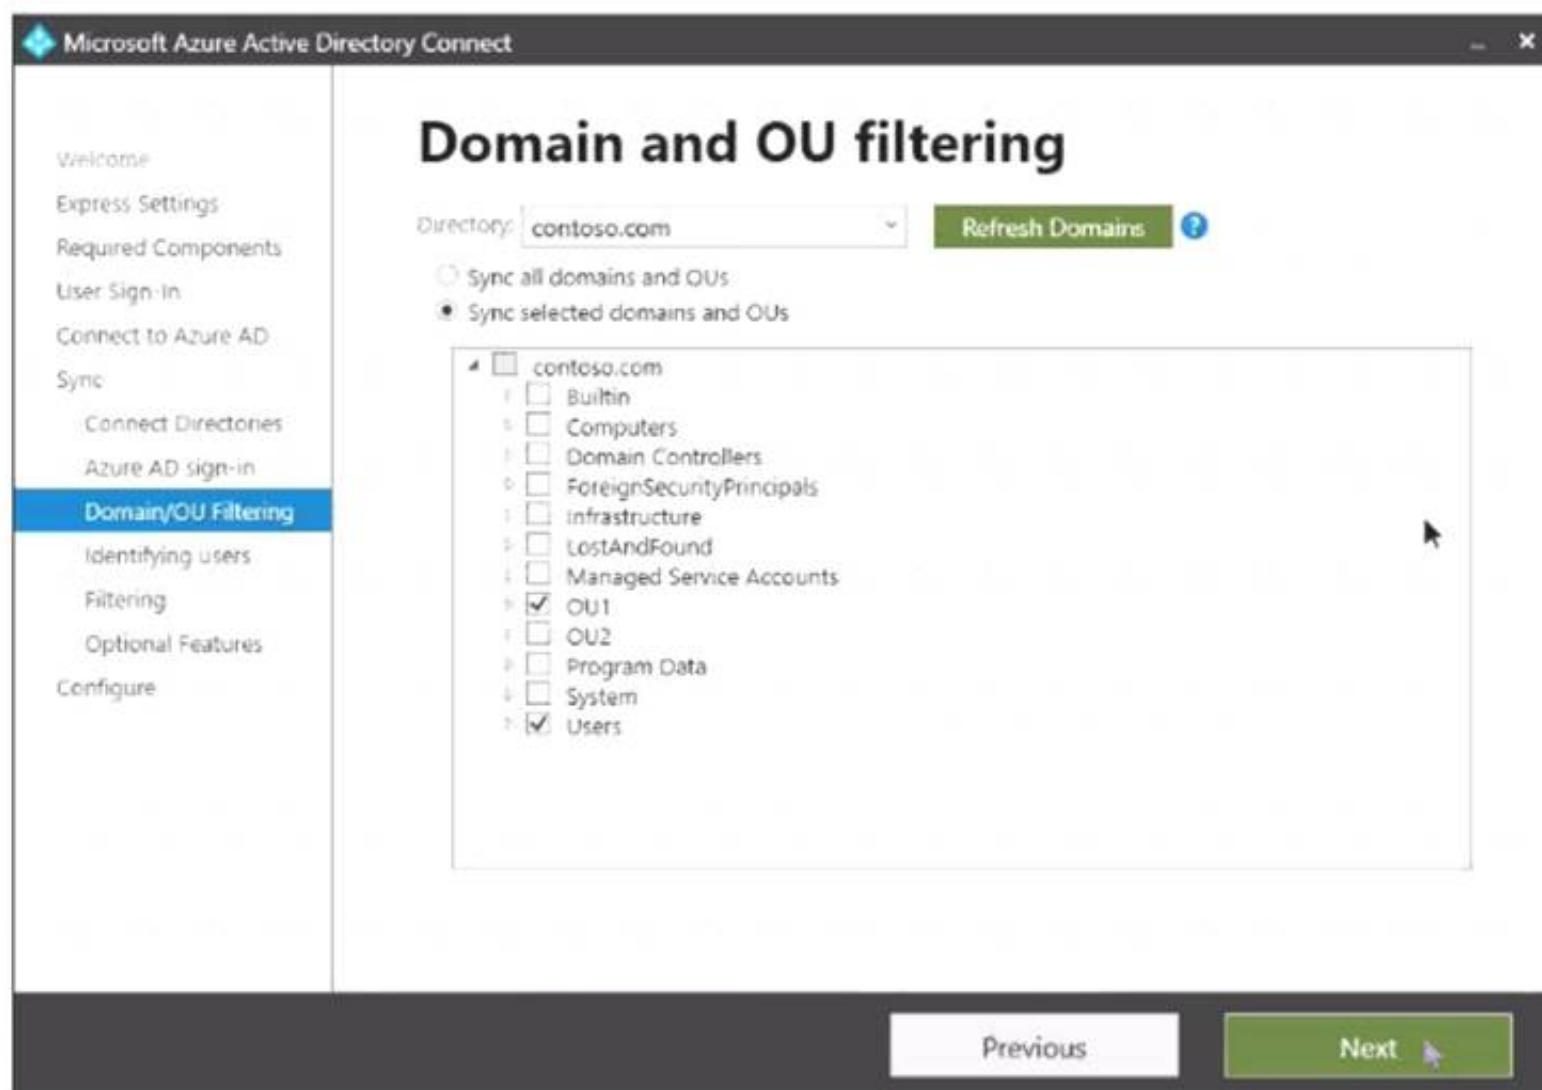 Microsoft Azure Active Directory Connect
Welcome
Express Settings
Required Components
User Sign-In
Connect to Azure AD
Sync
Connect Directories
Azure AD sign-in
Domain/OU Filtering
Identifying users
Filtering
Optional Features
Configure
Domain and OU filtering
Directory: contoso.com Refresh Domains ?
Sync all domains and OUs
Sync selected domains and OUs
contoso.com
Builtin
Computers
Domain Controllers
ForeignSecurityPrincipals
Infrastructure
LostAndFound
Managed Service Accounts
OU1
OU2
Program Data
System
Users
Previous Next